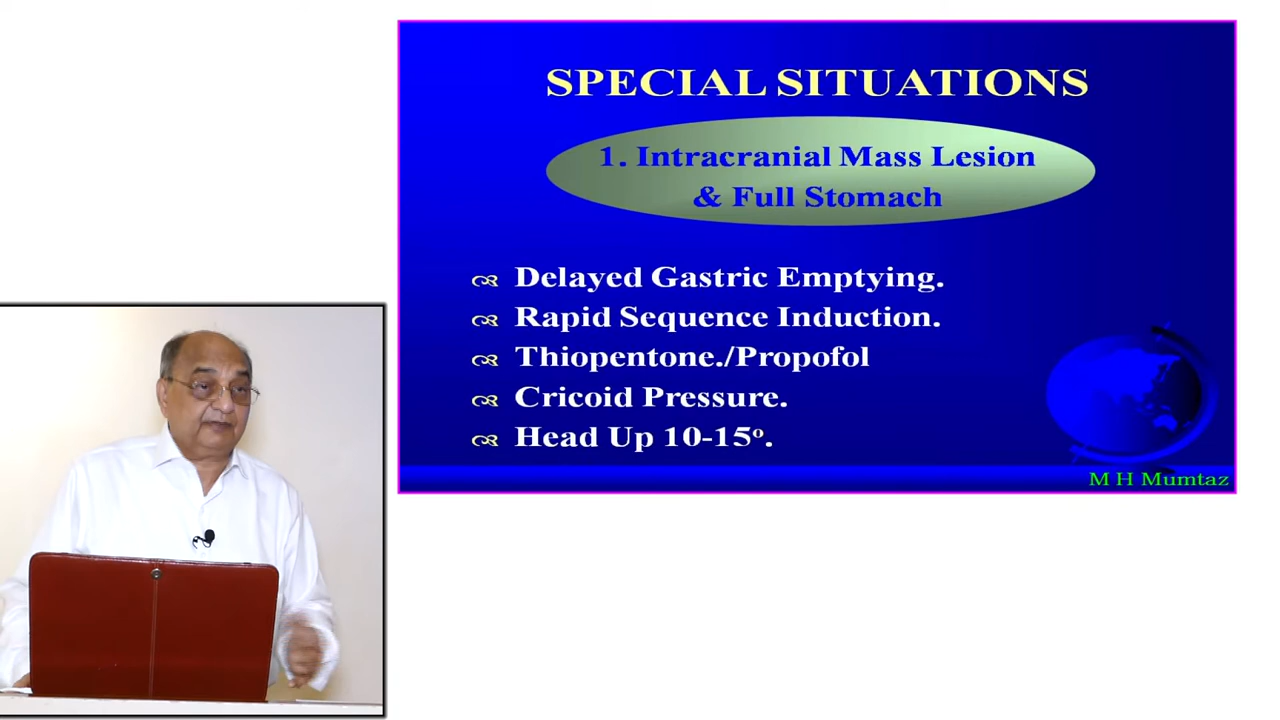 SPECIAL SITUATIONS
1. Intracranial Mass Lesion
& Full Stomach
Delayed Gastric Emptying.
Rapid Sequence Induction.
Thiopentone./Propofol
Cricoid Pressure.
Head Up 10-15º.
M H Mumtaz